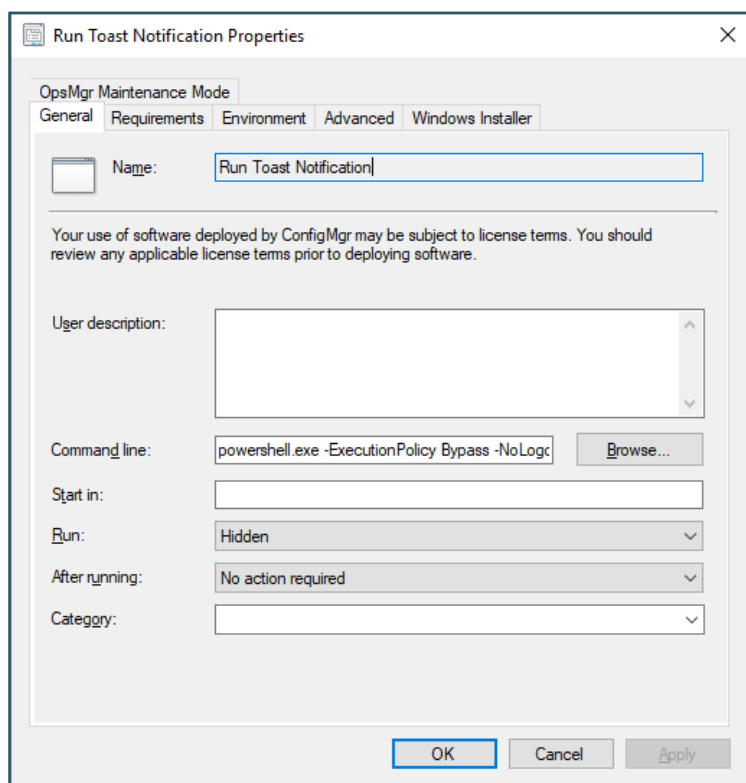 Run Toast Notification Properties
OpsMgr Maintenance Mode
General Requirements Environment Advanced Windows Installer
Name: Run Toast Notification
Your use of software deployed by ConfigMgr may be subject to license terms. You should
review any applicable license terms prior to deploying software.
User description:
Command line: powershell.exe -ExecutionPolicy Bypass -NoLogo Browse...
Start in:
Run: Hidden
After running: No action required
Category:
OK Cancel Apply